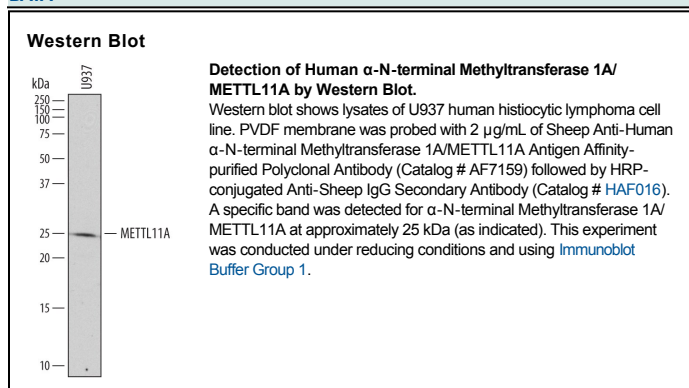 Western Blot
kDa
U937
250
150
100
75
50
37
25
METTL11A
20
15
10
Detection of Human α-N-terminal Methyltransferase 1A/
METTL11A by Western Blot.
Western blot shows lysates of U937 human histiocytic lymphoma cell
line. PVDF membrane was probed with 2 µg/mL of Sheep Anti-Human
α-N-terminal Methyltransferase 1A/METTL11A Antigen Affinity-
purified Polyclonal Antibody (Catalog # AF7159) followed by HRP-
conjugated Anti-Sheep IgG Secondary Antibody (Catalog # HAF016).
A specific band was detected for α-N-terminal Methyltransferase 1A/
METTL11A at approximately 25 kDa (as indicated). This experiment
was conducted under reducing conditions and using Immunoblot
Buffer Group 1.